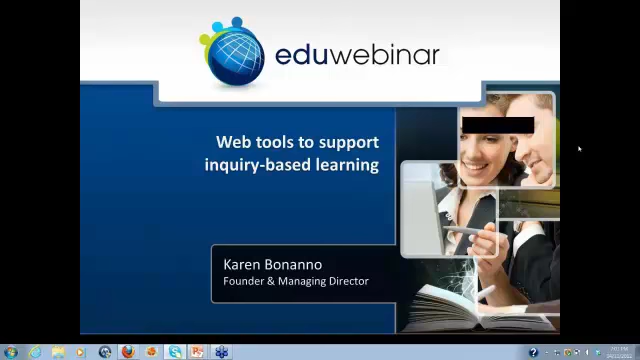 eduwebinar
Web tools to support
inquiry-based learning
Karen Bonanno
Founder & Managing Director